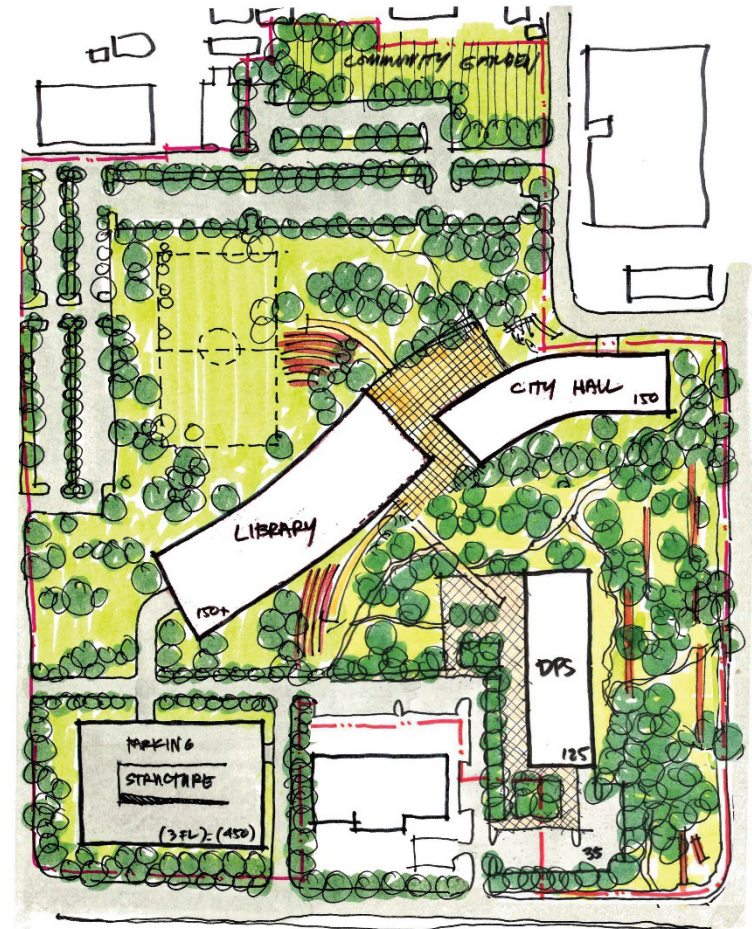 COMMUNITY GARDEN
CITY HALL
150
LIBRARY
150+
DPS
125
PARKING
STRUCTURE
(3 FL) = (450)
35